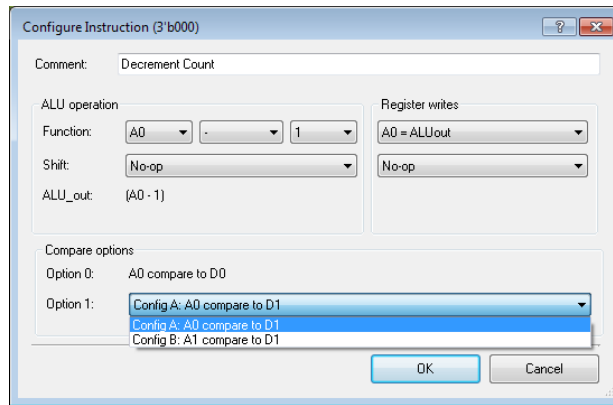 Configure Instruction (3'b000)
Comment: Decrement Count
ALU operation
Register writes
Function: A0 - 1
A0 = ALUout
Shift: No-op
No-op
ALU_out: (A0 - 1)
Compare options
Option 0: A0 compare to D0
Option 1: Config A: A0 compare to D1
Config A: A0 compare to D1
Config B: A1 compare to D1
OK Cancel